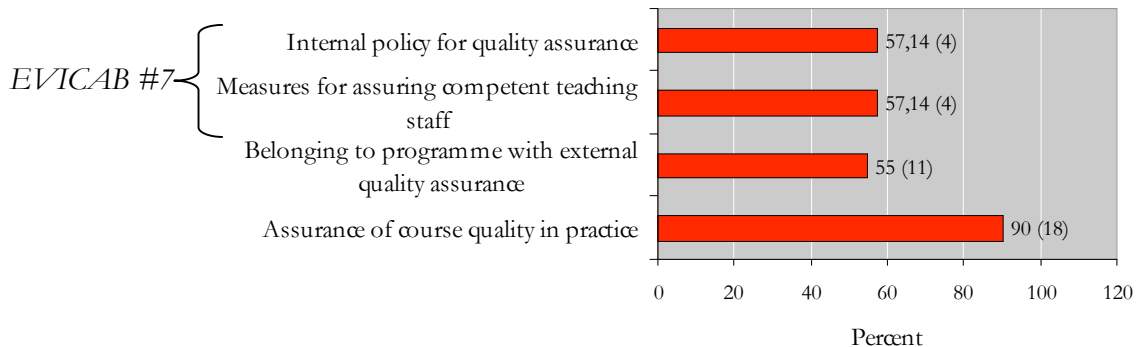 Internal policy for quality assurance
57,14 (4)
EVICAB #7
Measures for assuring competent teaching
staff
57,14 (4)
Belonging to programme with external
quality assurance
55 (11)
Assurance of course quality in practice
90 (18)
0 20 40 60 80 100 120
Percent